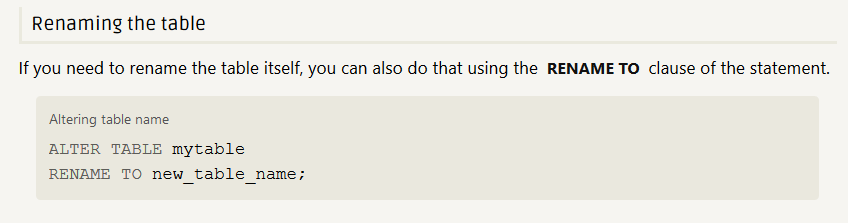 Renaming the table
If you need to rename the table itself, you can also do that using the RENAME TO clause of the statement.
Altering table name
ALTER TABLE mytable
RENAME TO new_table_name;